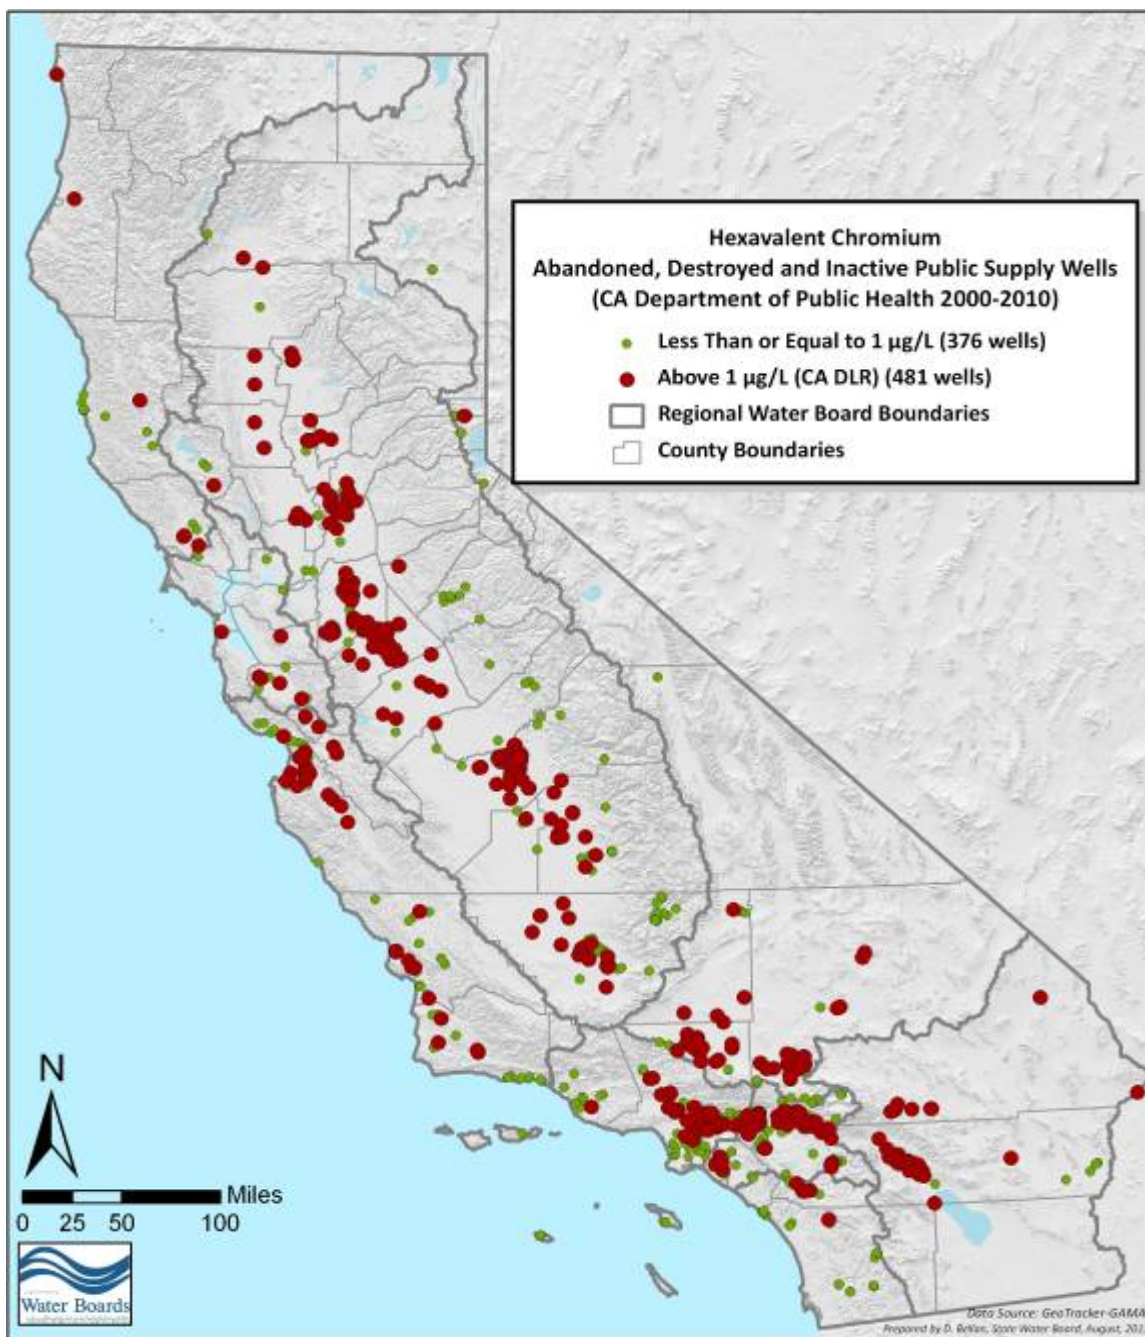 Hexavalent Chromium
Abandoned, Destroyed and Inactive Public Supply Wells
(CA Department of Public Health 2000-2010)
Less Than or Equal to 1 µg/L (376 wells)
Above 1 µg/L (CA DLR) (481 wells)
Regional Water Board Boundaries
County Boundaries
N
Miles
0 25 50 100
Water Boards
Data Source: GeoTracker-GAMA
Prepared by D. Bellan, State Water Board, August, 201